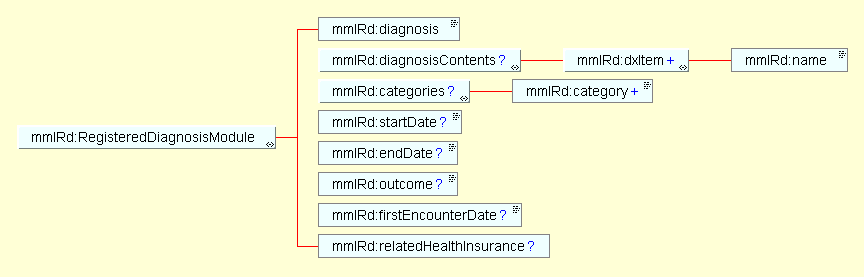 mmlRd:diagnosis
mmlRd:diagnosisContents? mmlRd:dxItem+ mmlRd:name
mmlRd:categories? mmlRd:category+
mmlRd:startDate?
mmlRd:RegisteredDiagnosisModule
mmlRd:endDate?
mmlRd:outcome?
mmlRd:firstEncounterDate?
mmlRd:relatedHealthInsurance?